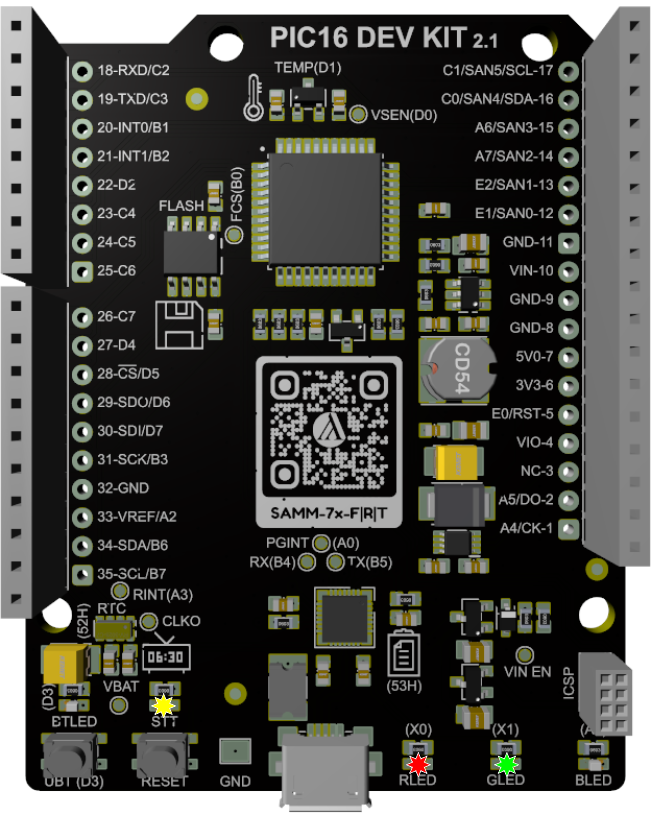 PIC16 DEV KIT 2.1
TEMP(D1)
VSEN(D0)
18-RXD/C2
19-TXD/C3
20-INT0/B1
21-INT1/B2
22-D2
23-C4
24-C5
25-C6
26-C7
27-D4
28-CS/D5
29-SDO/D6
30-SDI/D7
31-SCK/B3
32-GND
33-VREF/A2
34-SDA/B6
35-SCL/B7
C1/SAN5/SCL-17
C0/SAN4/SDA-16
A6/SAN3-15
A7/SAN2-14
E2/SAN1-13
E1/SAN0-12
GND-11
VIN-10
GND-9
GND-8
5V0-7
3V3-6
E0/RST-5
VIO-4
NC-3
A5/DO-2
A4/CK-1
FLASH
FCS(B0)
CD54
SAMM-7x-F|R|T
PGINT (A0)
RX(B4) TX(B5)
RINT(A3)
RTC
(52H)
CLKO
06:30
VBAT
(D3)
BTLED
STT
(53H)
VIN EN
ICSP
UBT (D3)
RESET
GND
(X0)
RLED
(X1)
GLED
BLED